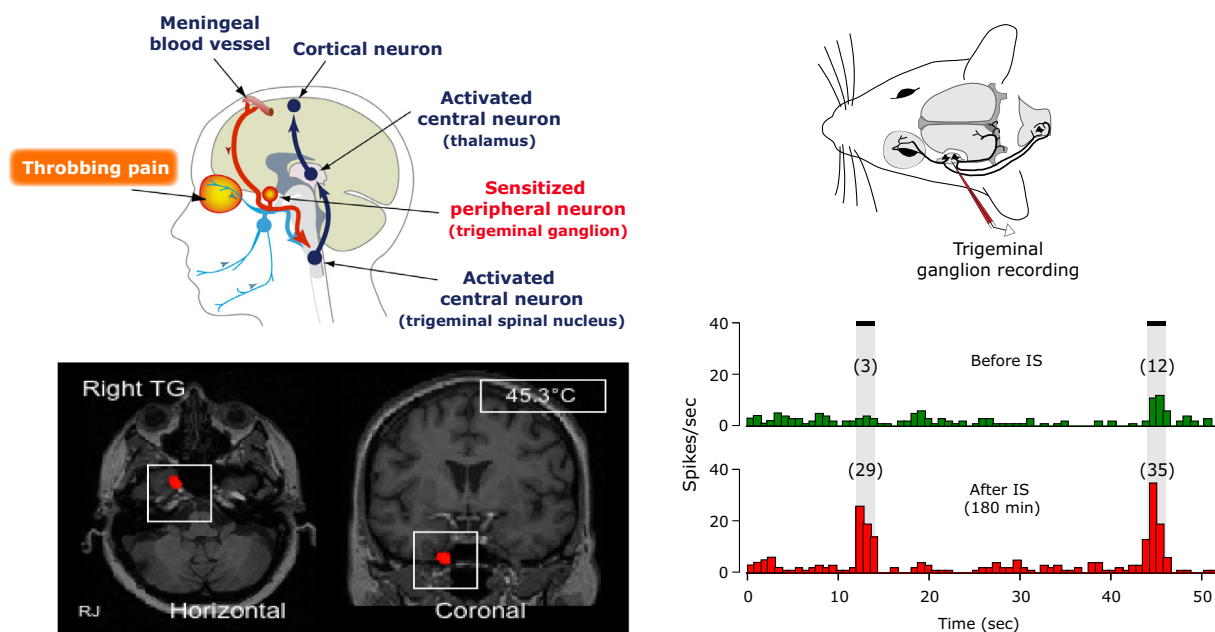 Meningeal
blood vessel
Cortical neuron
Activated
central neuron
(thalamus)
Throbbing pain
Sensitized
peripheral neuron
(trigeminal ganglion)
Activated
central neuron
(trigeminal spinal nucleus)
Trigeminal
ganglion recording
Right TG
45.3°C
RJ
Horizontal
Coronal
Spikes/sec
40
20
0
(3)
Before IS
(12)
40
20
0
(29)
After IS
(180 min)
(35)
0
10
20
30
40
50
Time (sec)